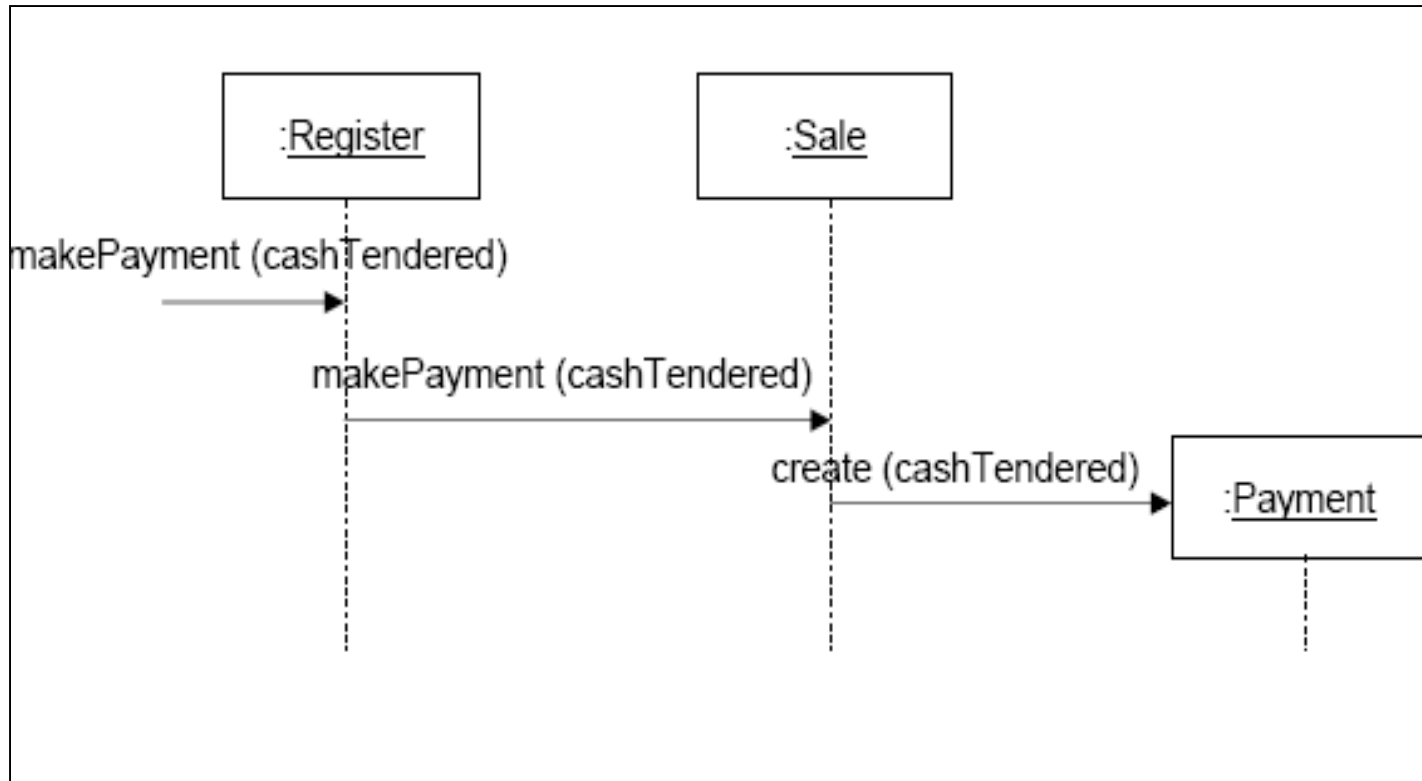 :Register
:Sale
makePayment (cashTendered)
makePayment (cashTendered)
create (cashTendered)
:Payment